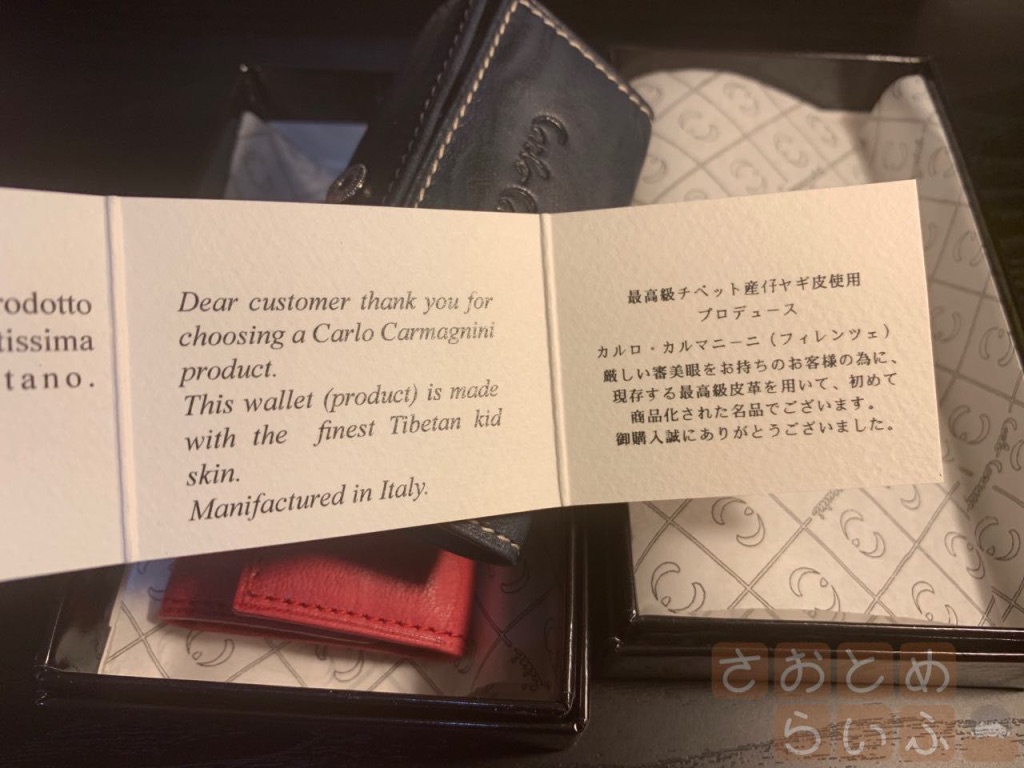 Carlo
rodotto
tissima
tano.
Dear customer thank you for
choosing a Carlo Carmagnini
product.
This wallet (product) is made
with the finest Tibetan kid
skin.
Manifactured in Italy.
最高級チベット産仔ヤギ皮使用
プロデュース
カルロ・カルマニーニ（フィレンツェ）
厳しい審美眼をお持ちのお客様の為に、
現存する最高級皮革を用いて、初めて
商品化された名品でございます。
御購入誠にありがとうございました。
さおとめ
らいふ